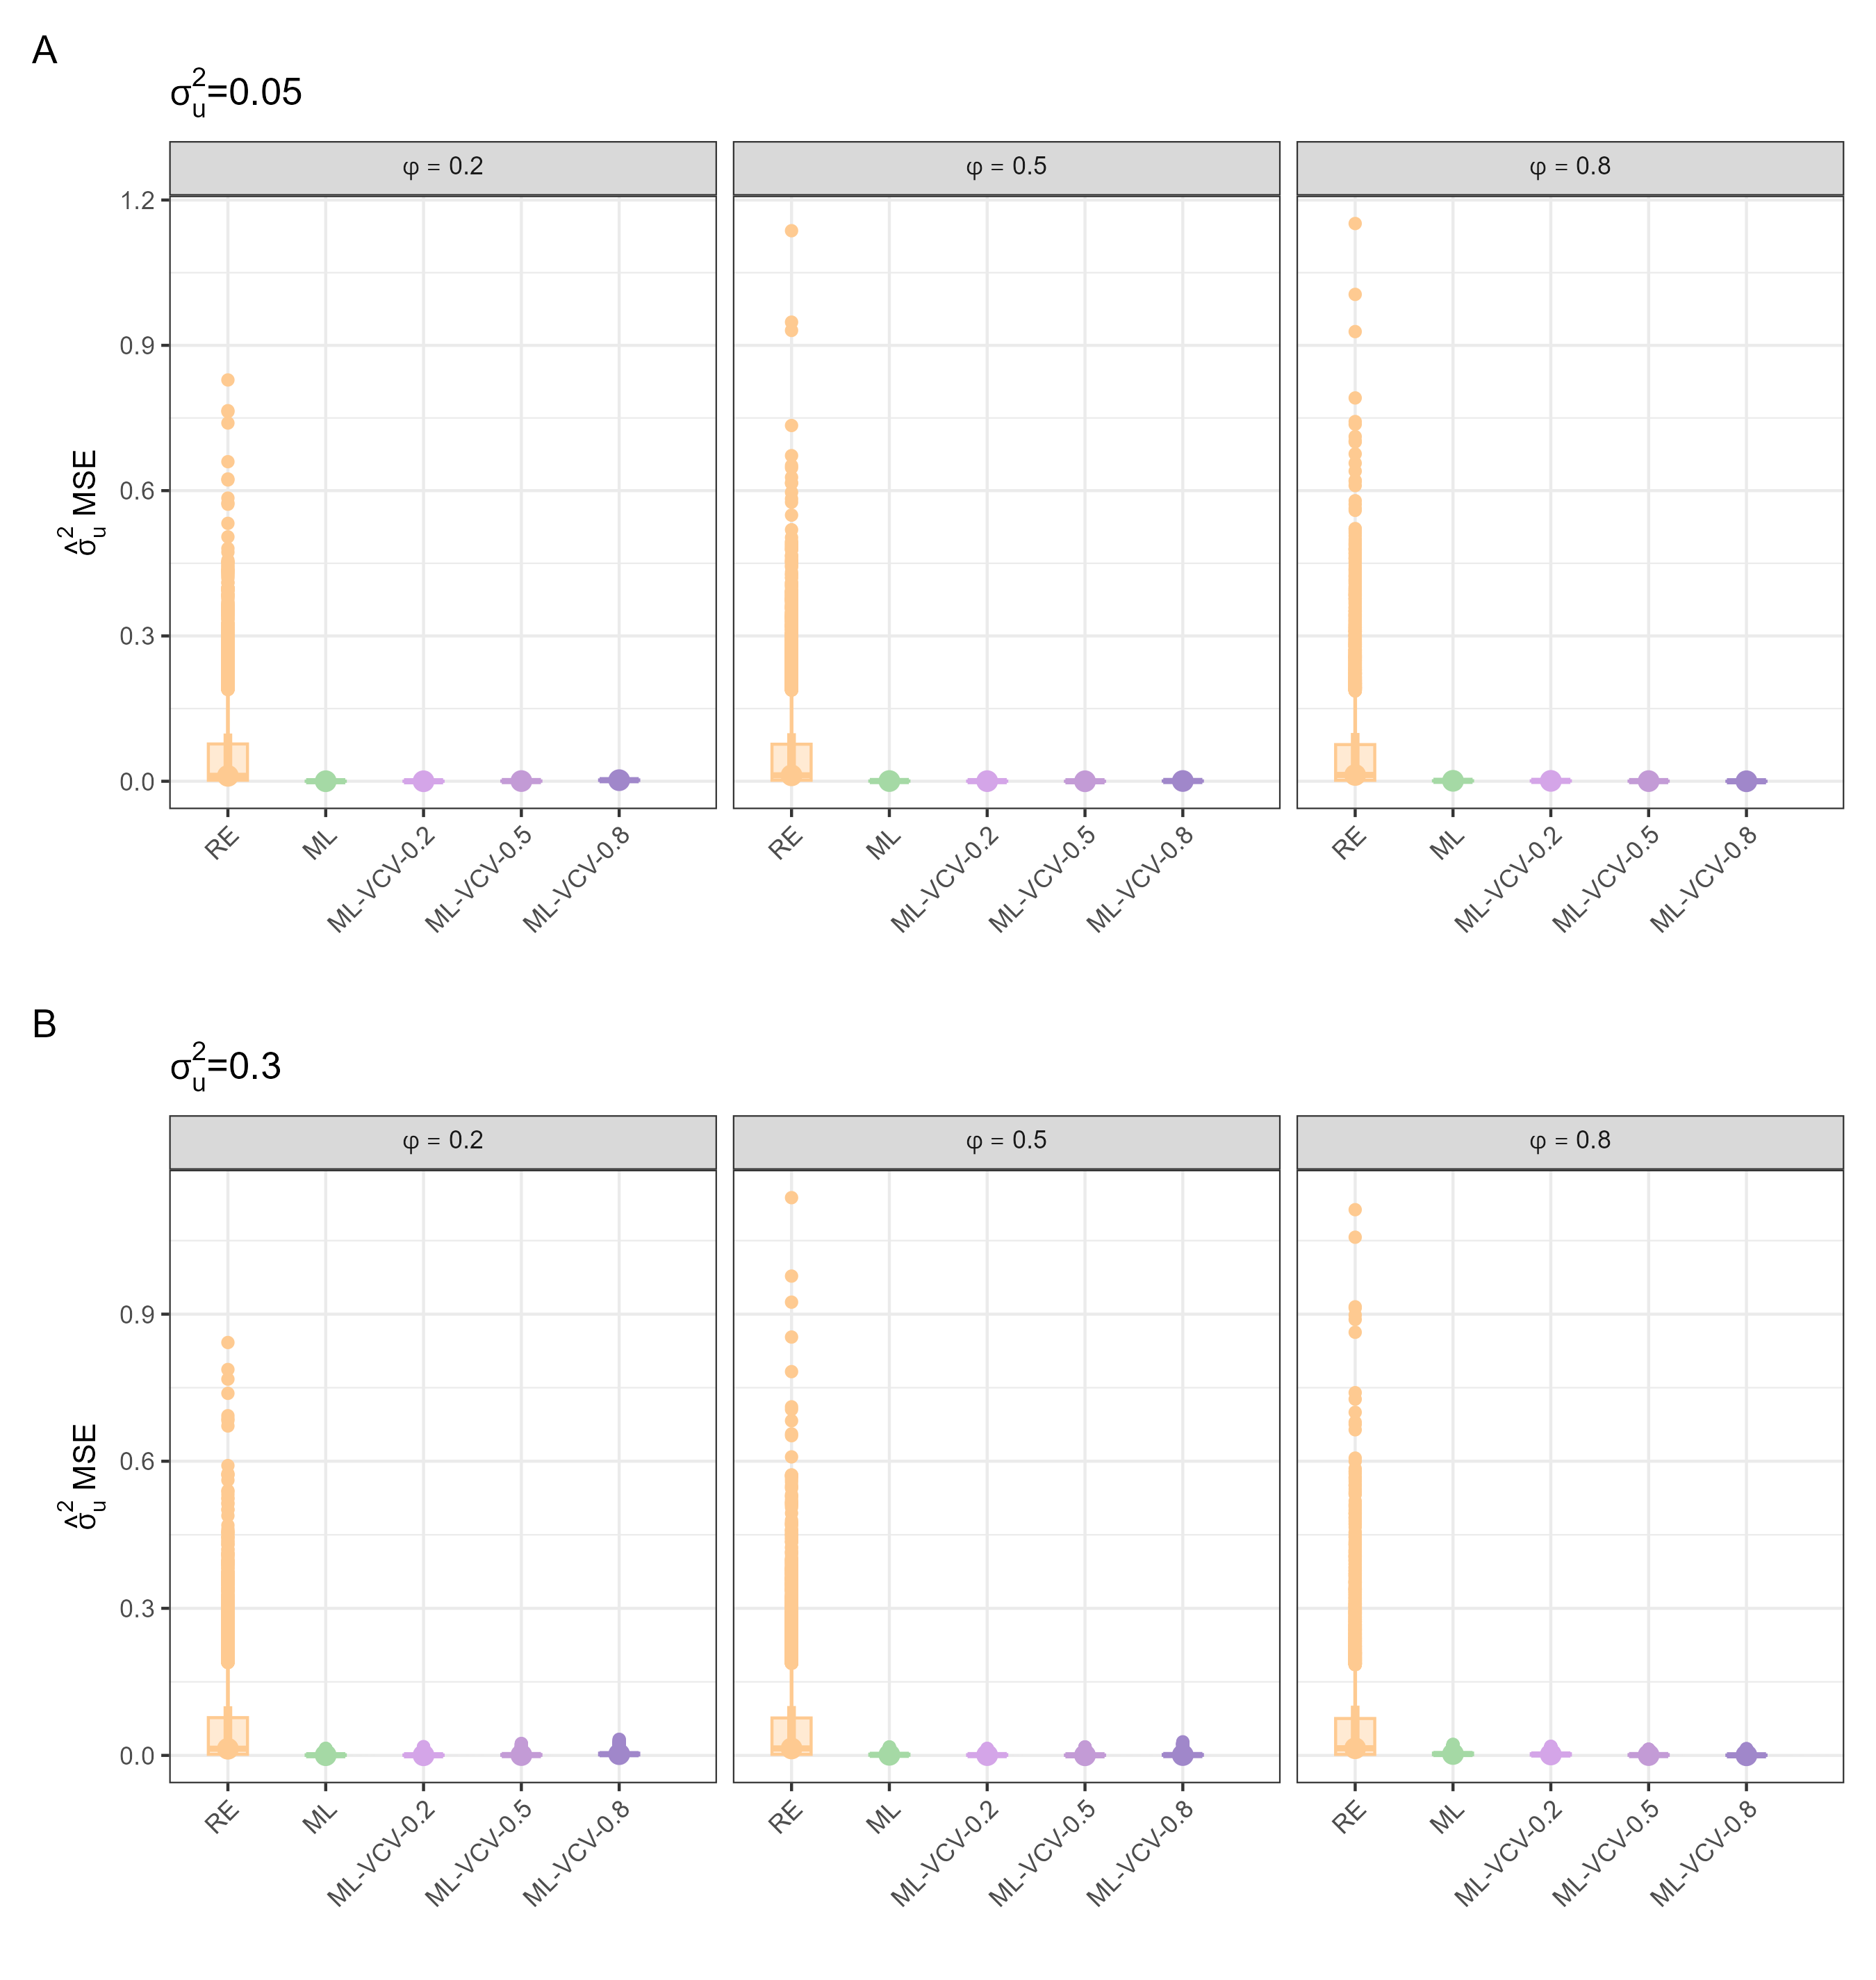 A
σ²ᵤ=0.05
φ = 0.2 φ = 0.5 φ = 0.8
σ̂²ᵤ MSE
1.2
0.9
0.6
0.3
0.0
RE ML ML-VCV-0.2 ML-VCV-0.5 ML-VCV-0.8 RE ML ML-VCV-0.2 ML-VCV-0.5 ML-VCV-0.8 RE ML ML-VCV-0.2 ML-VCV-0.5 ML-VCV-0.8
B
σ²ᵤ=0.3
φ = 0.2 φ = 0.5 φ = 0.8
σ̂²ᵤ MSE
0.9
0.6
0.3
0.0
RE ML ML-VCV-0.2 ML-VCV-0.5 ML-VCV-0.8 RE ML ML-VCV-0.2 ML-VCV-0.5 ML-VCV-0.8 RE ML ML-VCV-0.2 ML-VCV-0.5 ML-VCV-0.8